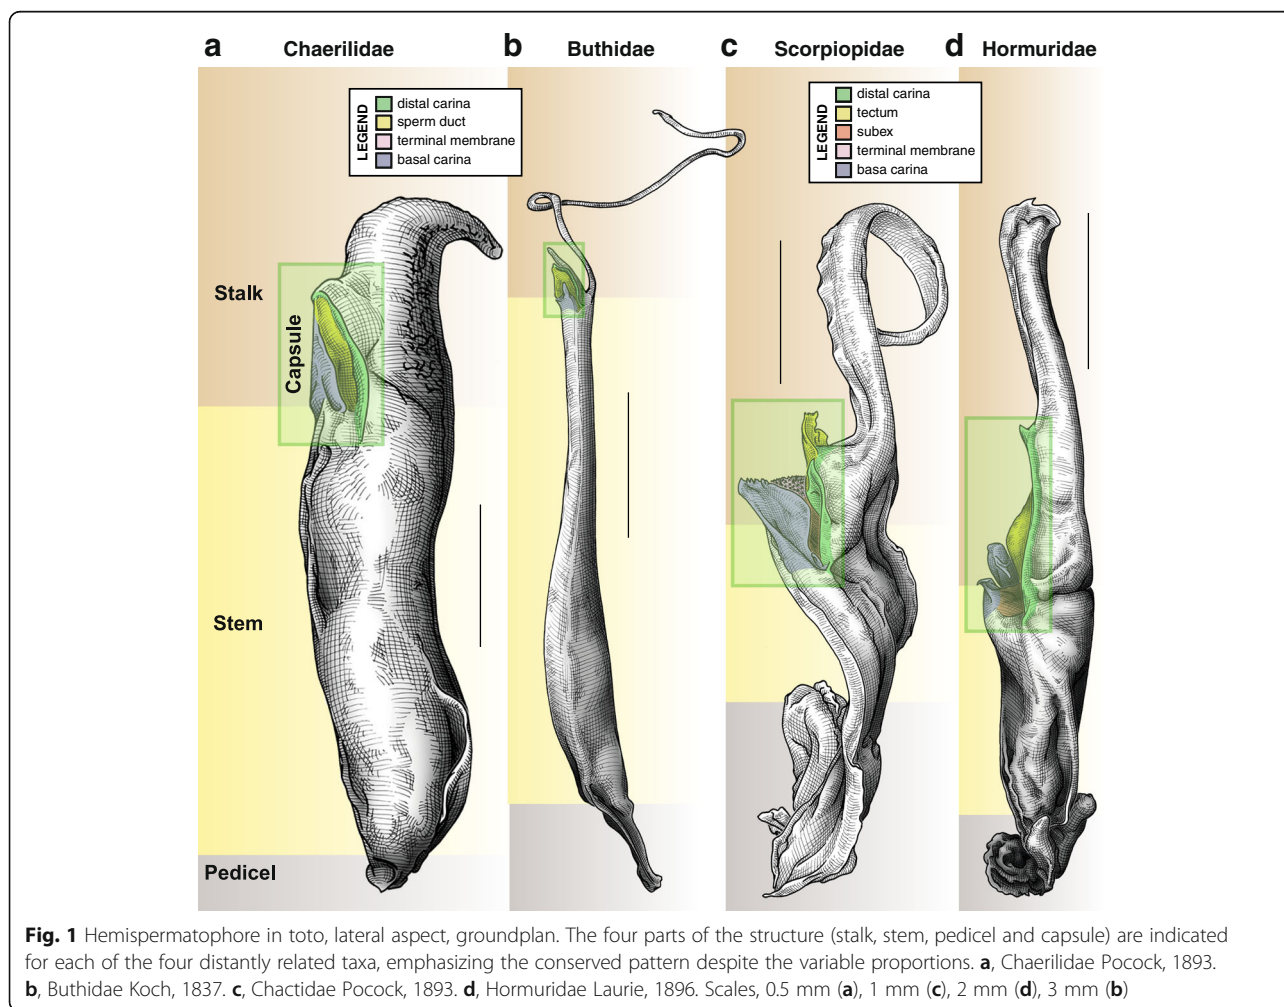 a Chaerilidae
b Buthidae
c Scorpiopidae
d Hormuridae
LEGEND
distal carina
sperm duct
terminal membrane
basal carina
LEGEND
distal carina
tectum
subex
terminal membrane
basa carina
Stalk
Capsule
Stem
Pedicel
Fig. 1 Hemispermatophore in toto, lateral aspect, groundplan. The four parts of the structure (stalk, stem, pedicel and capsule) are indicated
for each of the four distantly related taxa, emphasizing the conserved pattern despite the variable proportions. a, Chaerilidae Pocock, 1893.
b, Buthidae Koch, 1837. c, Chactidae Pocock, 1893. d, Hormuridae Laurie, 1896. Scales, 0.5 mm (a), 1 mm (c), 2 mm (d), 3 mm (b)